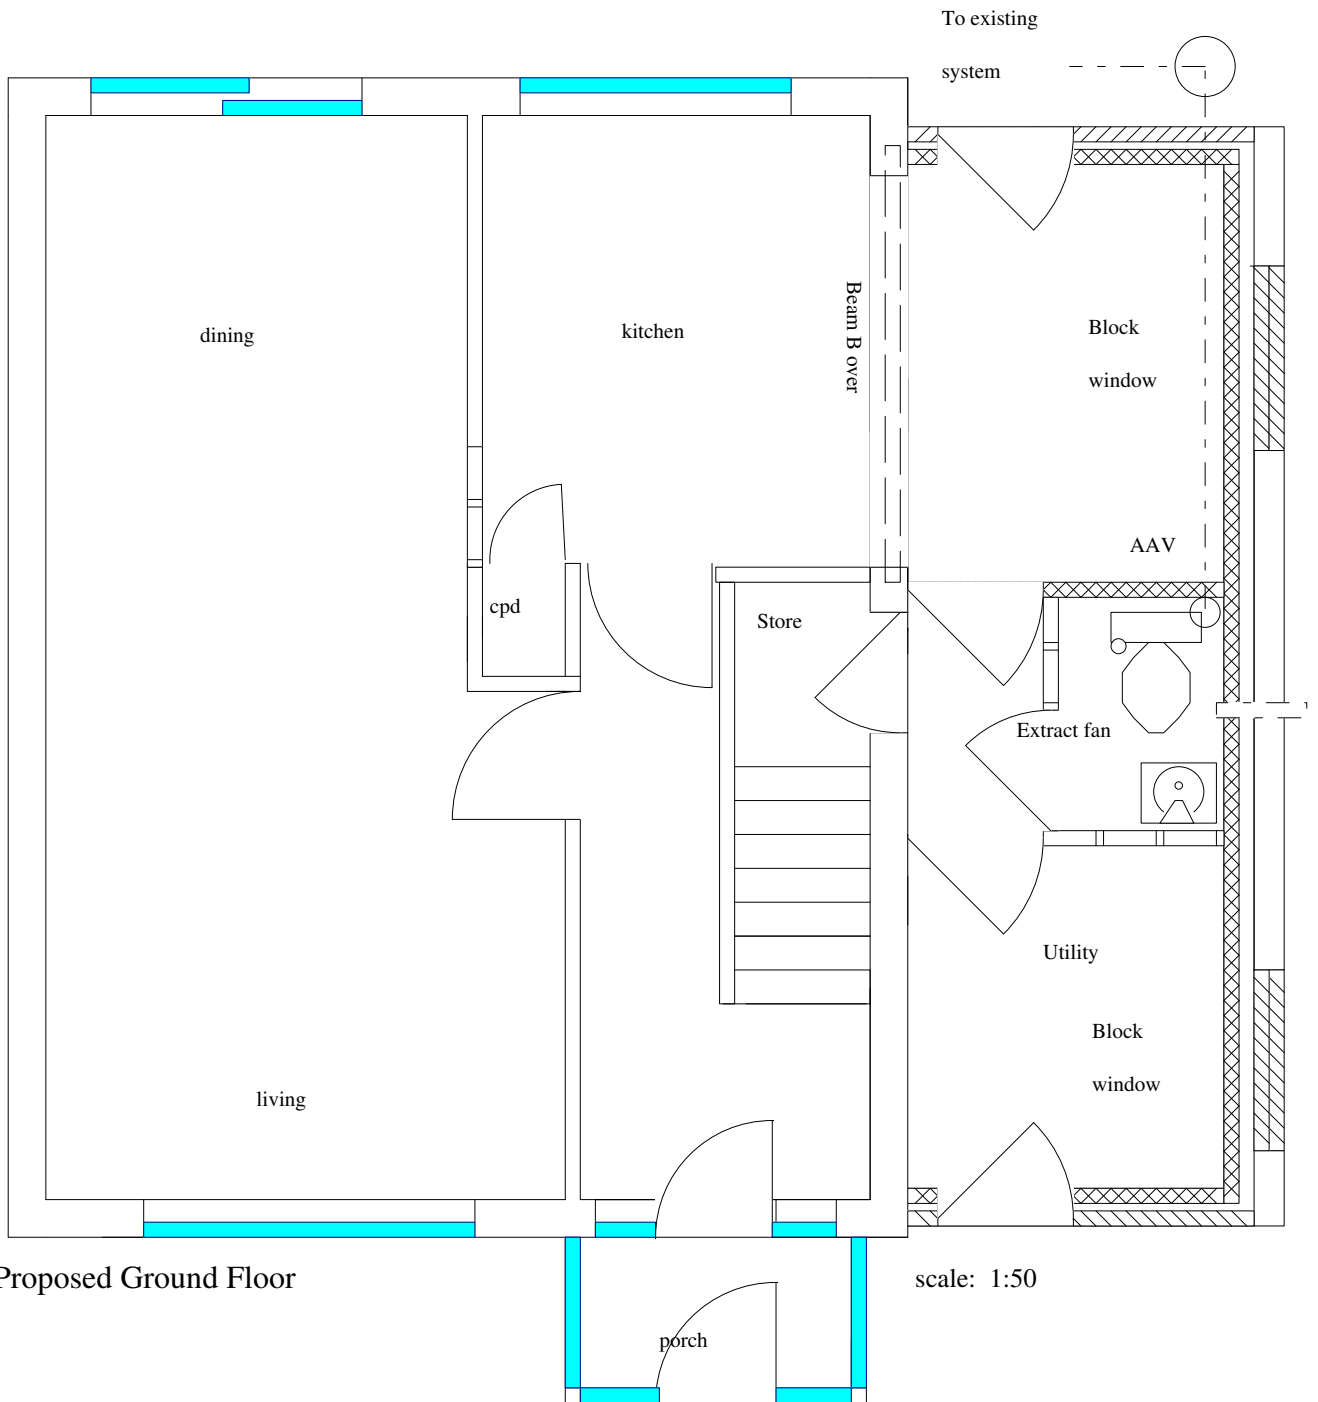 To existing
system
dining
kitchen
Beam B over
Block
window
AAV
cpd
Store
Extract fan
Utility
Block
window
living
Proposed Ground Floor
scale: 1:50
porch